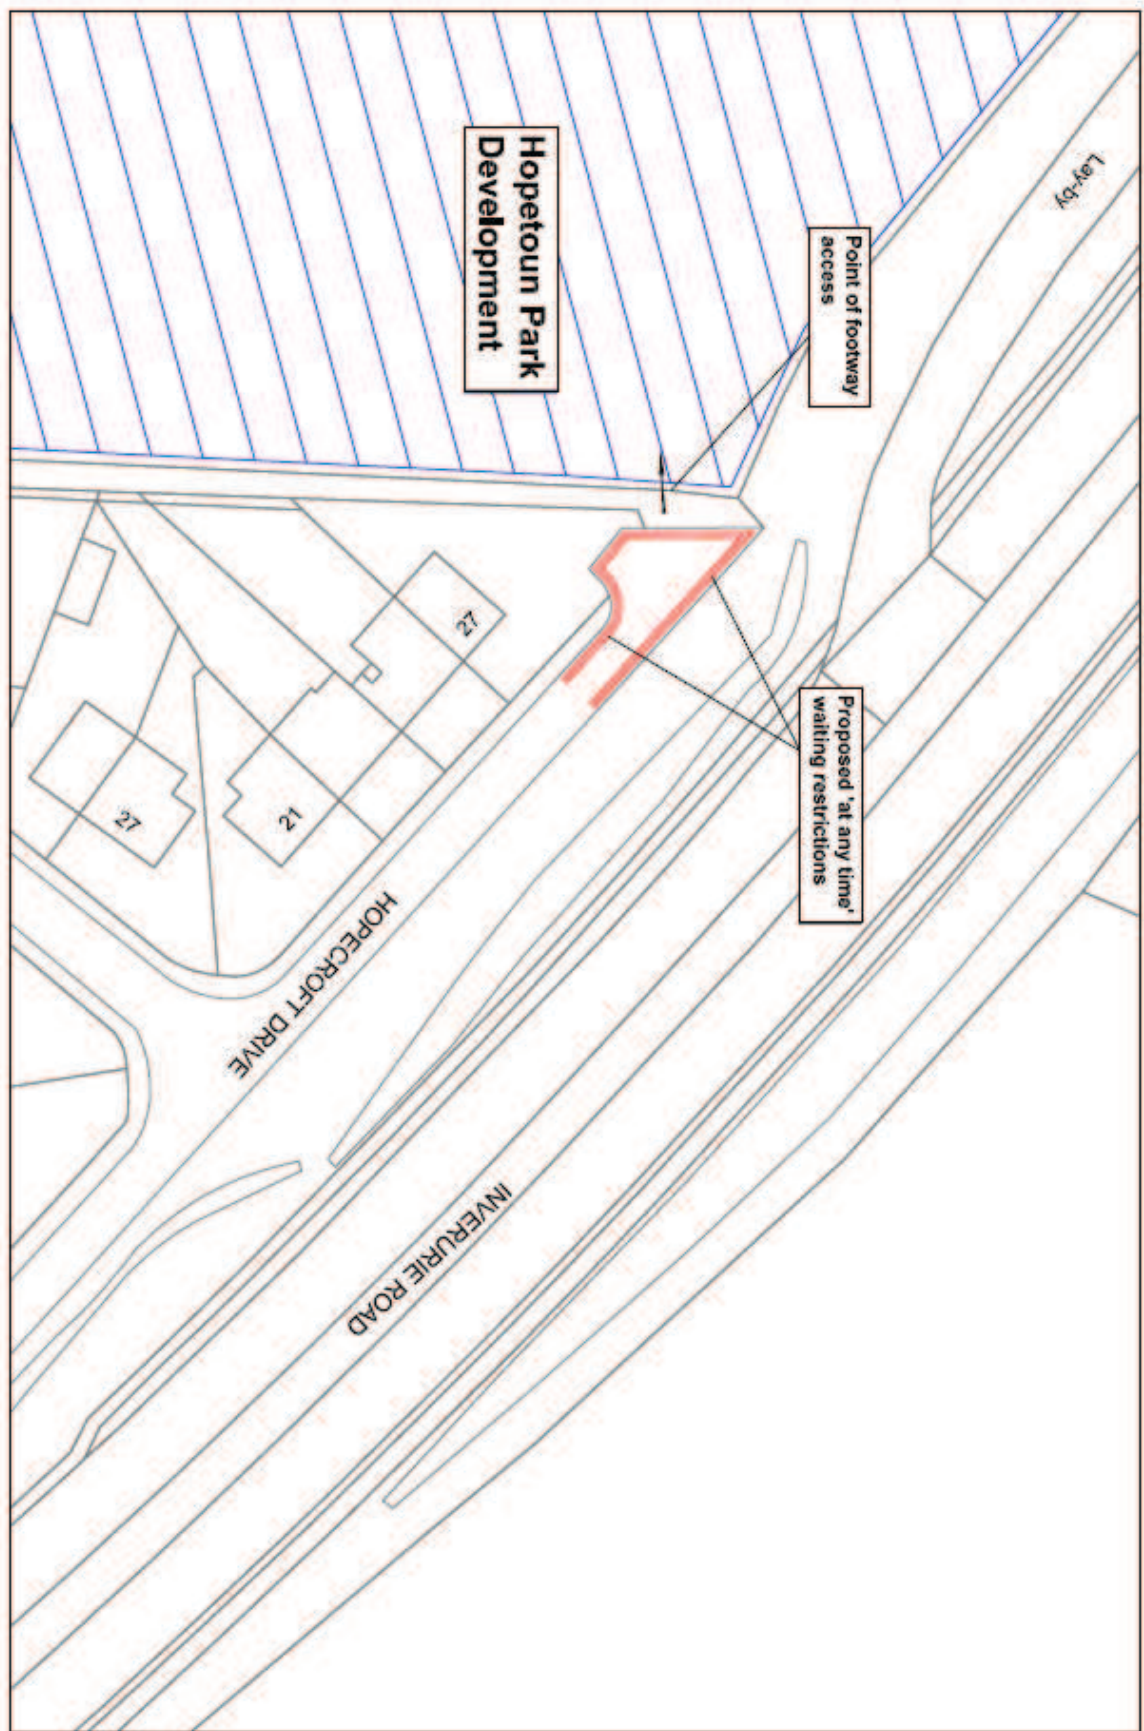 Lay-by
Point of footway
access
Hopetoun Park
Development
Proposed 'at any time'
waiting restrictions
27
21
27
HOPECROFT DRIVE
INVERURIE ROAD